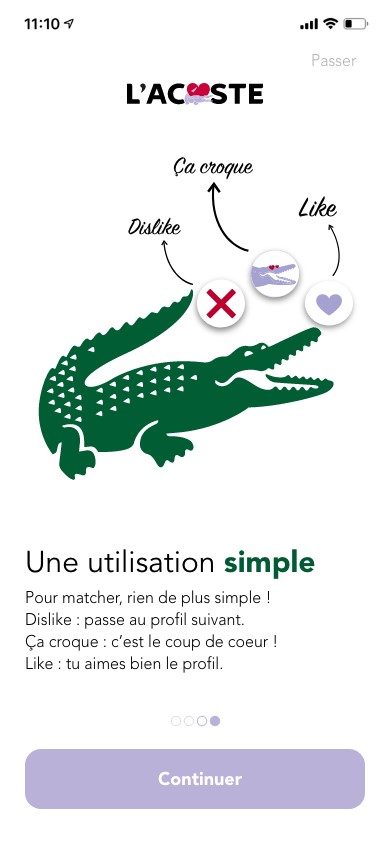 11:10
Passer
L'ACOSTE
Ça croque
Like
Dislike
Une utilisation simple
Pour matcher, rien de plus simple !
Dislike : passe au profil suivant.
Ça croque : c’est le coup de coeur !
Like : tu aimes bien le profil.
Continuer